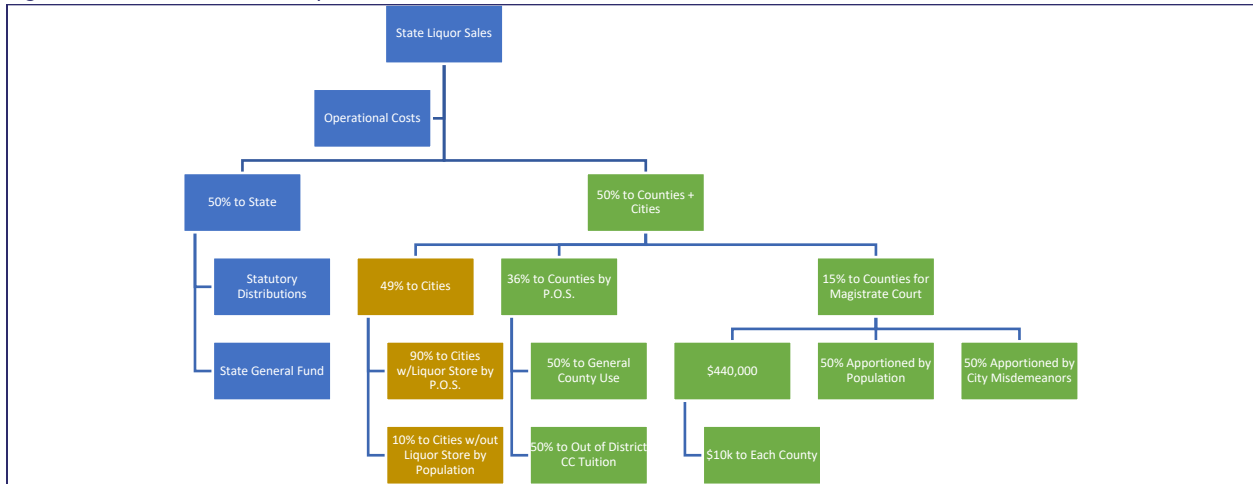 State Liquor Sales
Operational Costs
50% to State
50% to Counties +
Cities
Statutory
Distributions
49% to Cities
36% to Counties by
P.O.S.
15% to Counties for
Magistrate Court
State General Fund
90% to Cities
w/Liquor Store by
P.O.S.
50% to General
County Use
$440,000
50% Apportioned by
Population
50% Apportioned by
City Misdemeanors
10% to Cities w/out
Liquor Store by
Population
50% to Out of District
CC Tuition
$10k to Each County